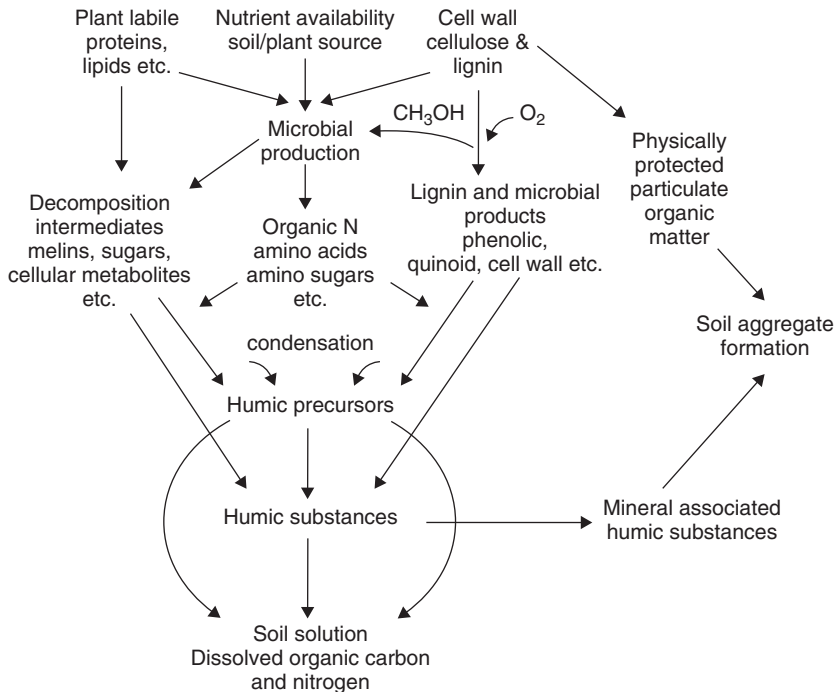 Plant labile
proteins,
lipids etc.
Nutrient availability
soil/plant source
Cell wall
cellulose &
lignin
CH₃OH
O₂
Microbial
production
Physically
protected
particulate
organic
matter
Decomposition
intermediates
melins, sugars,
cellular metabolites
etc.
Organic N
amino acids
amino sugars
etc.
Lignin and microbial
products
phenolic,
quinoid, cell wall etc.
Soil aggregate
formation
condensation
Humic precursors
Humic substances
Mineral associated
humic substances
Soil solution
Dissolved organic carbon
and nitrogen